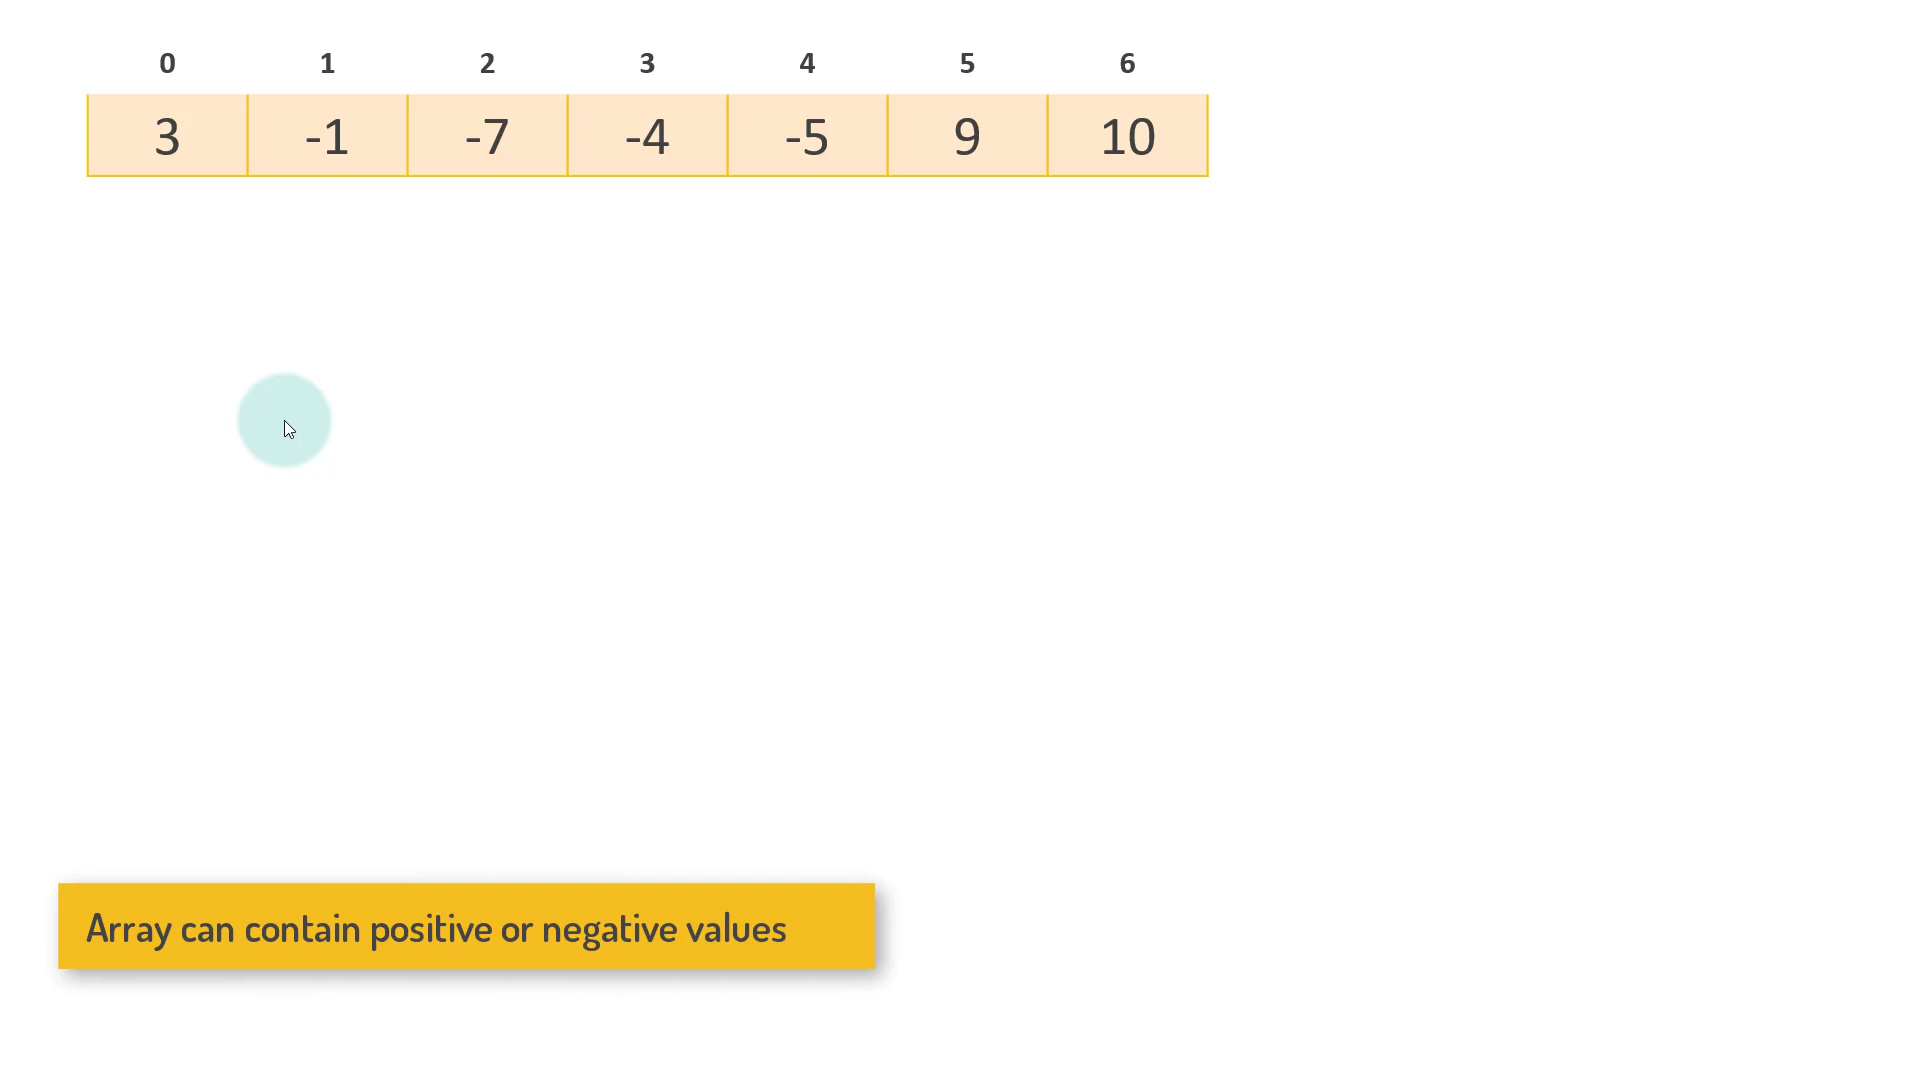 0 1 2 3 4 5 6
3 -1 -7 -4 -5 9 10
Array can contain positive or negative values